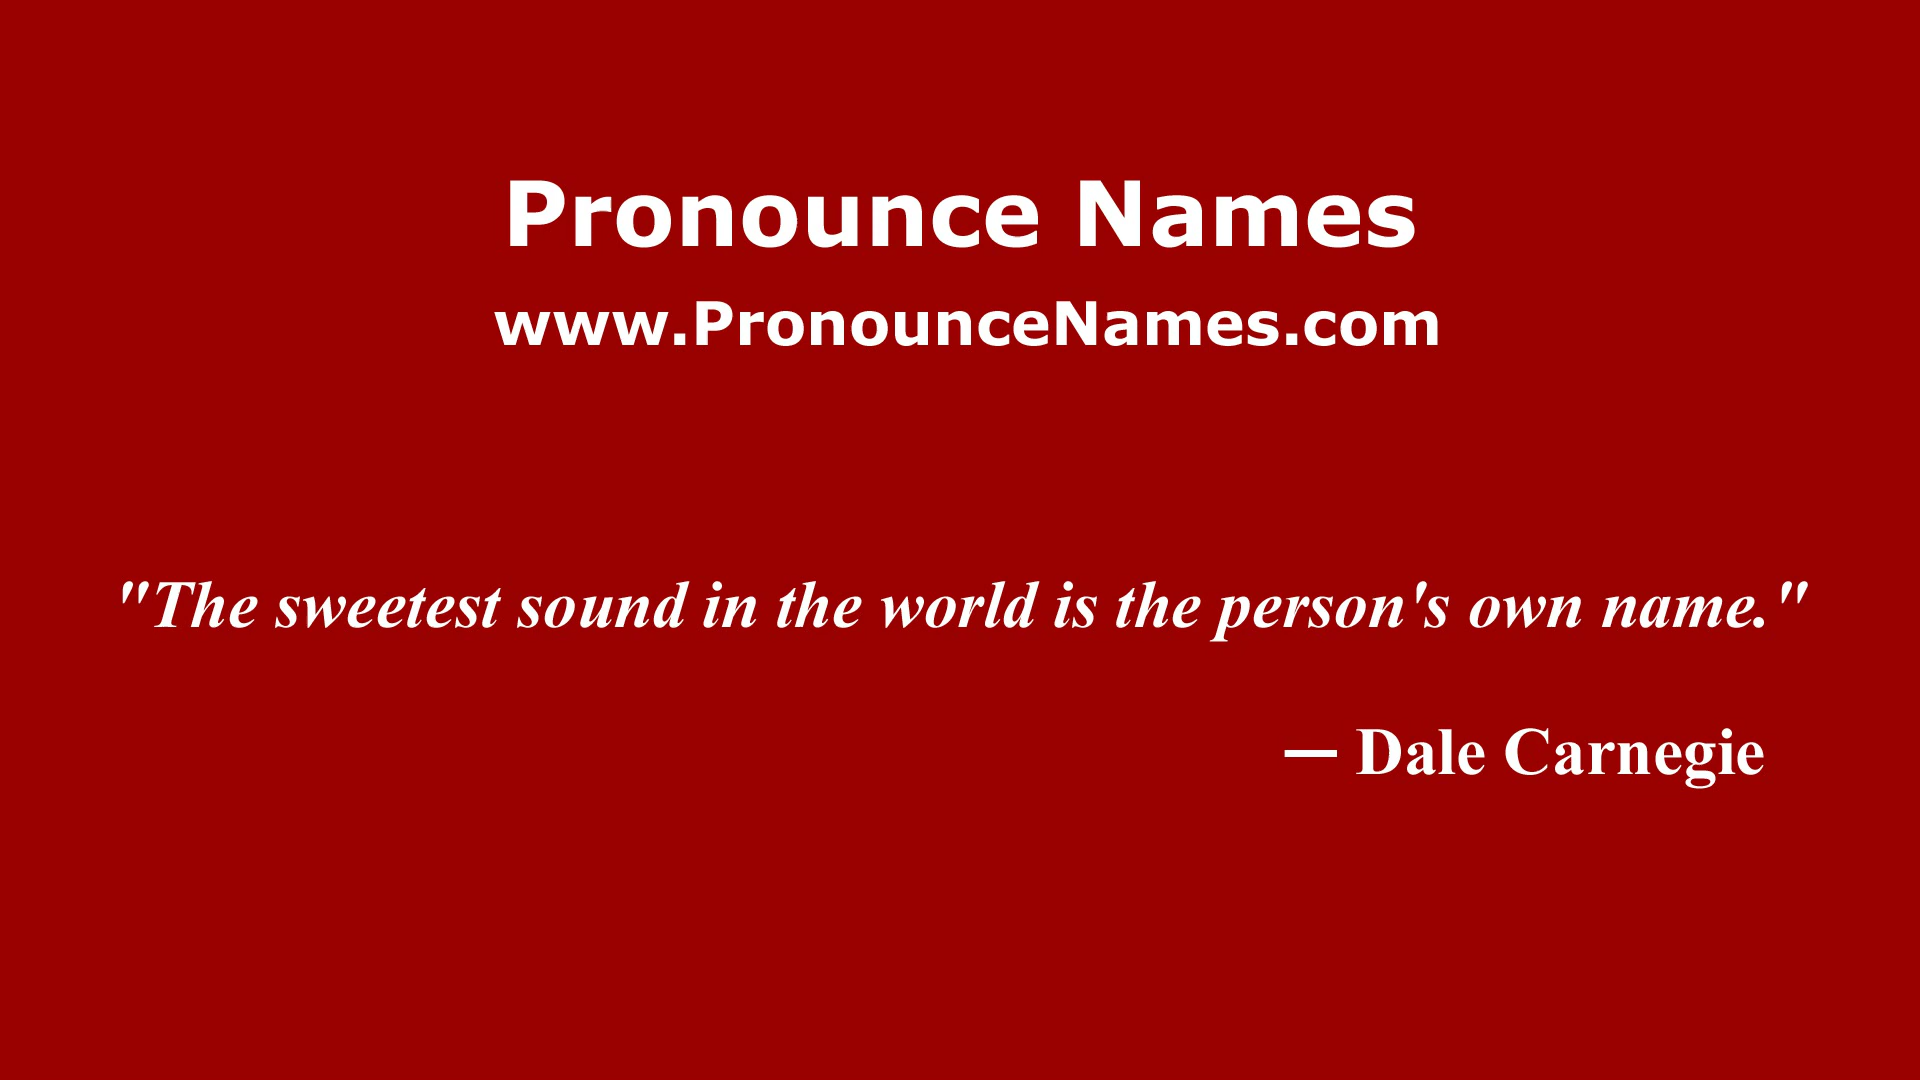 Pronounce Names
www.PronounceNames.com
"The sweetest sound in the world is the person's own name."
— Dale Carnegie